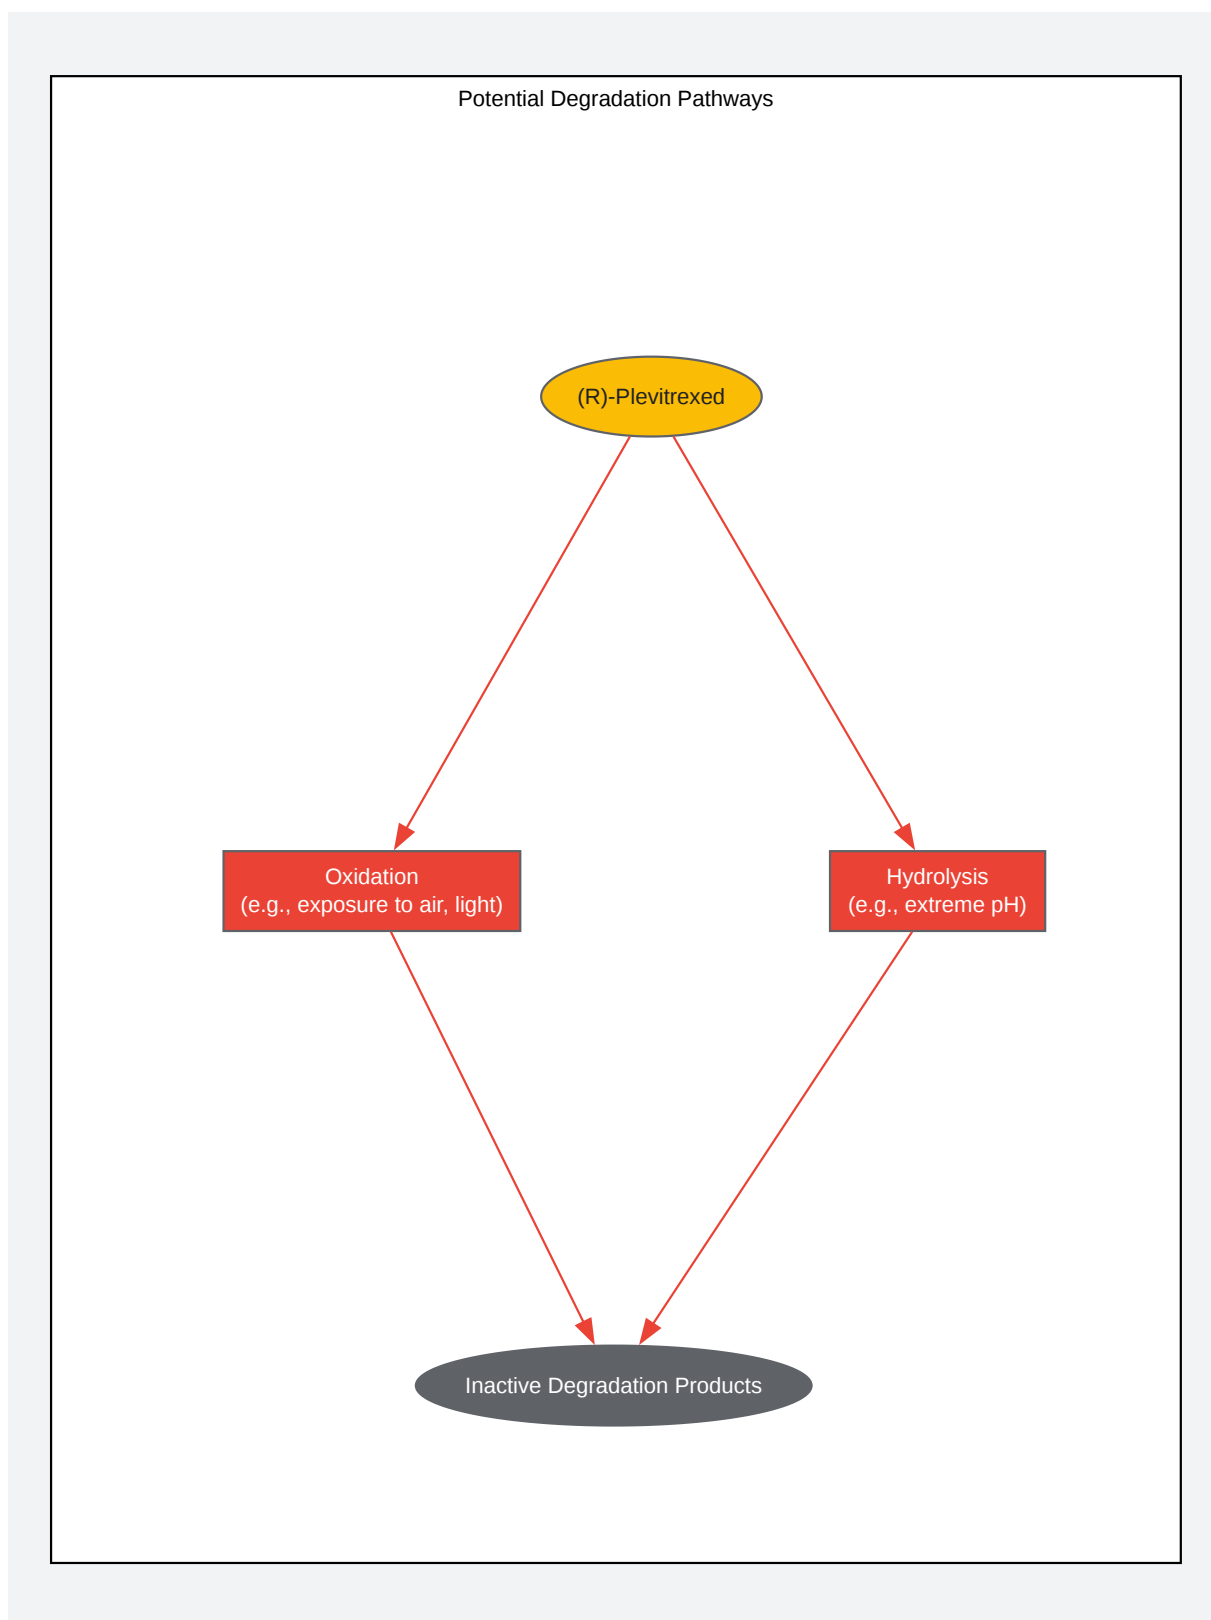 Potential Degradation Pathways
(R)-Plevitrexed
Oxidation
(e.g., exposure to air, light)
Hydrolysis
(e.g., extreme pH)
Inactive Degradation Products